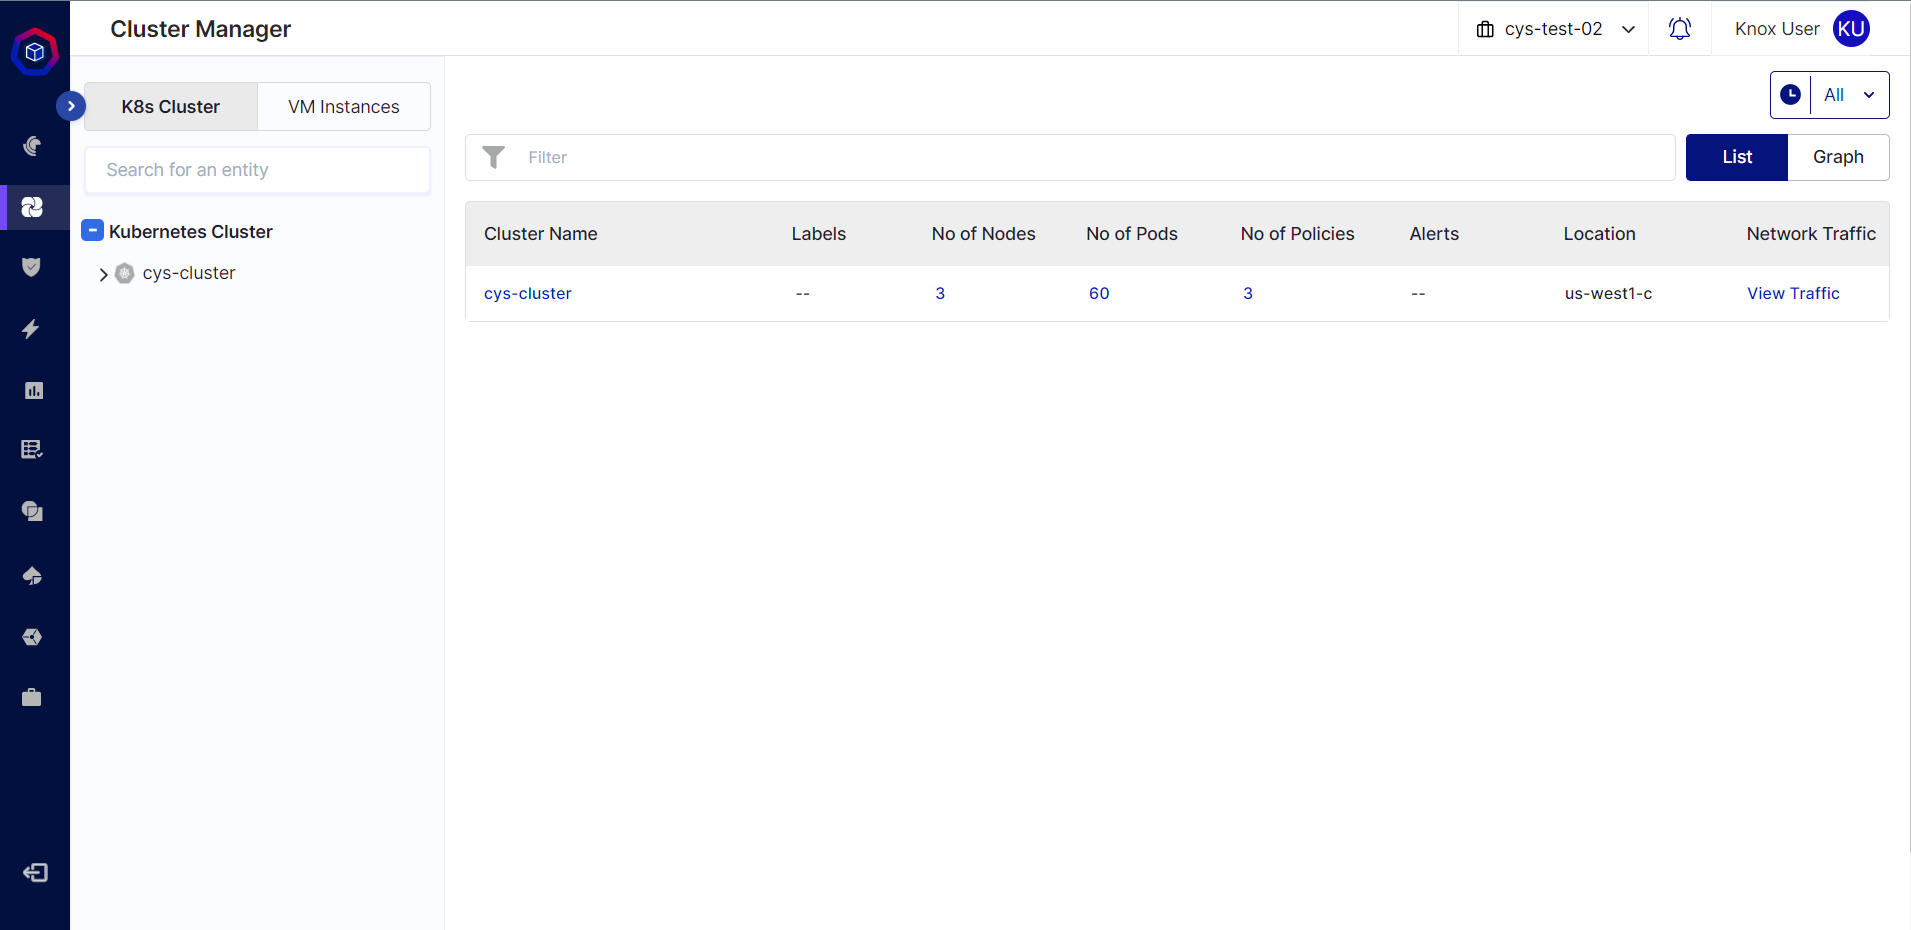 Cluster Manager
cys-test-02
Knox User KU
K8s Cluster VM Instances
All
Search for an entity
Filter
List Graph
Kubernetes Cluster
cys-cluster
Cluster Name Labels No of Nodes No of Pods No of Policies Alerts Location Network Traffic
cys-cluster -- 3 60 3 -- us-west1-c View Traffic